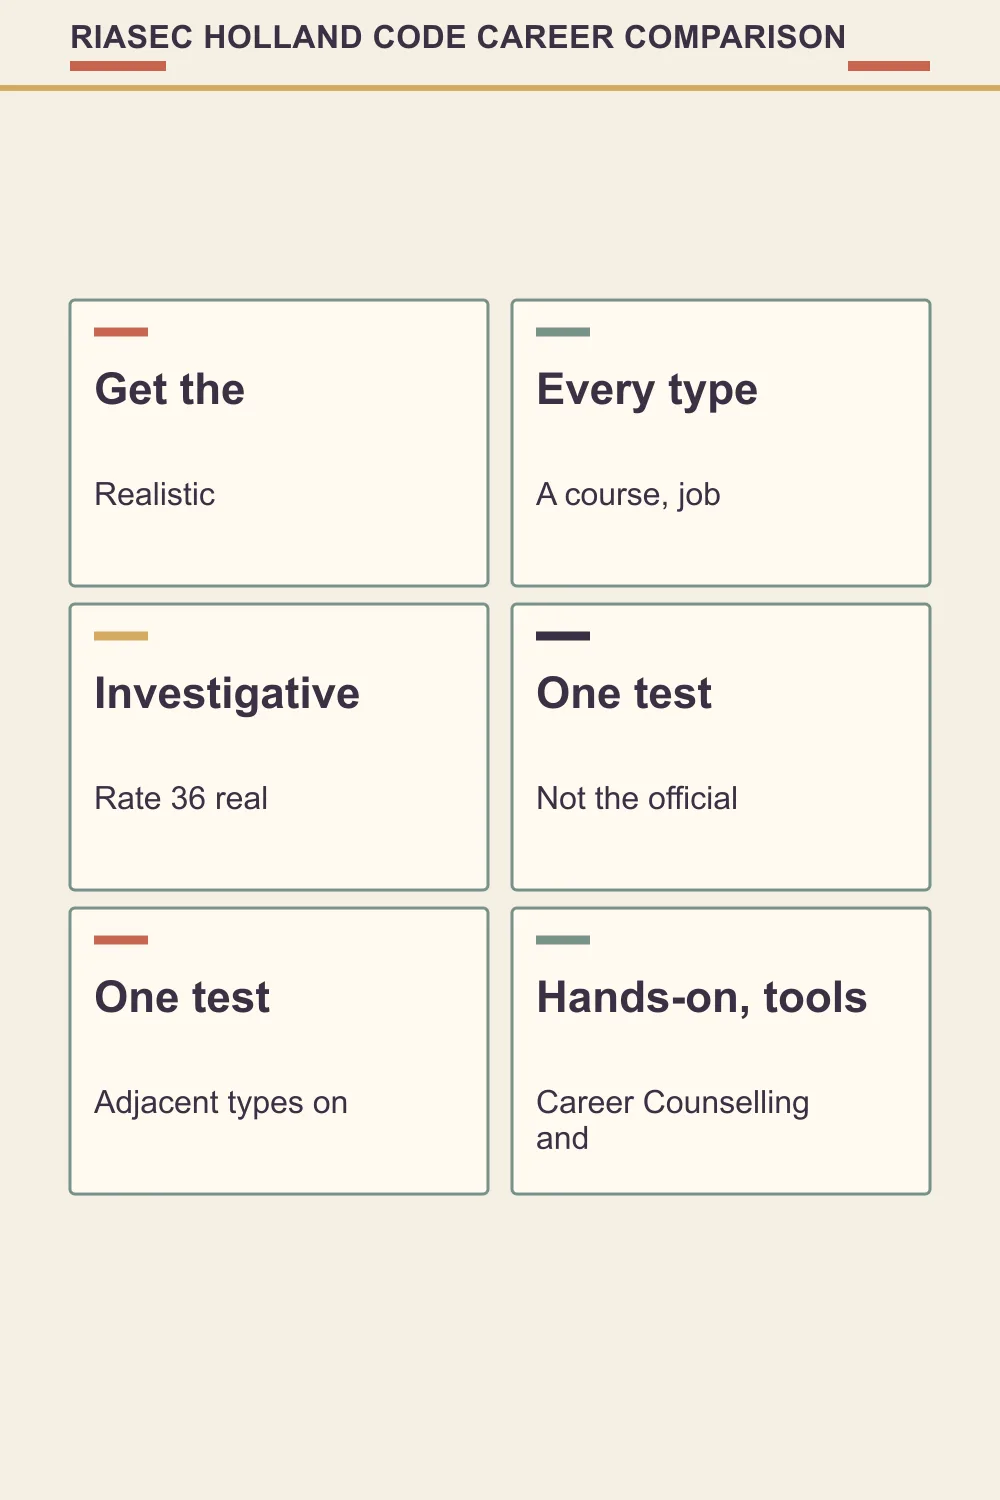 RIASEC HOLLAND CODE CAREER COMPARISON
Get the
Realistic
Every type
A course, job
Investigative
Rate 36 real
One test
Not the official
One test
Adjacent types on
Hands-on, tools
Career Counselling
and